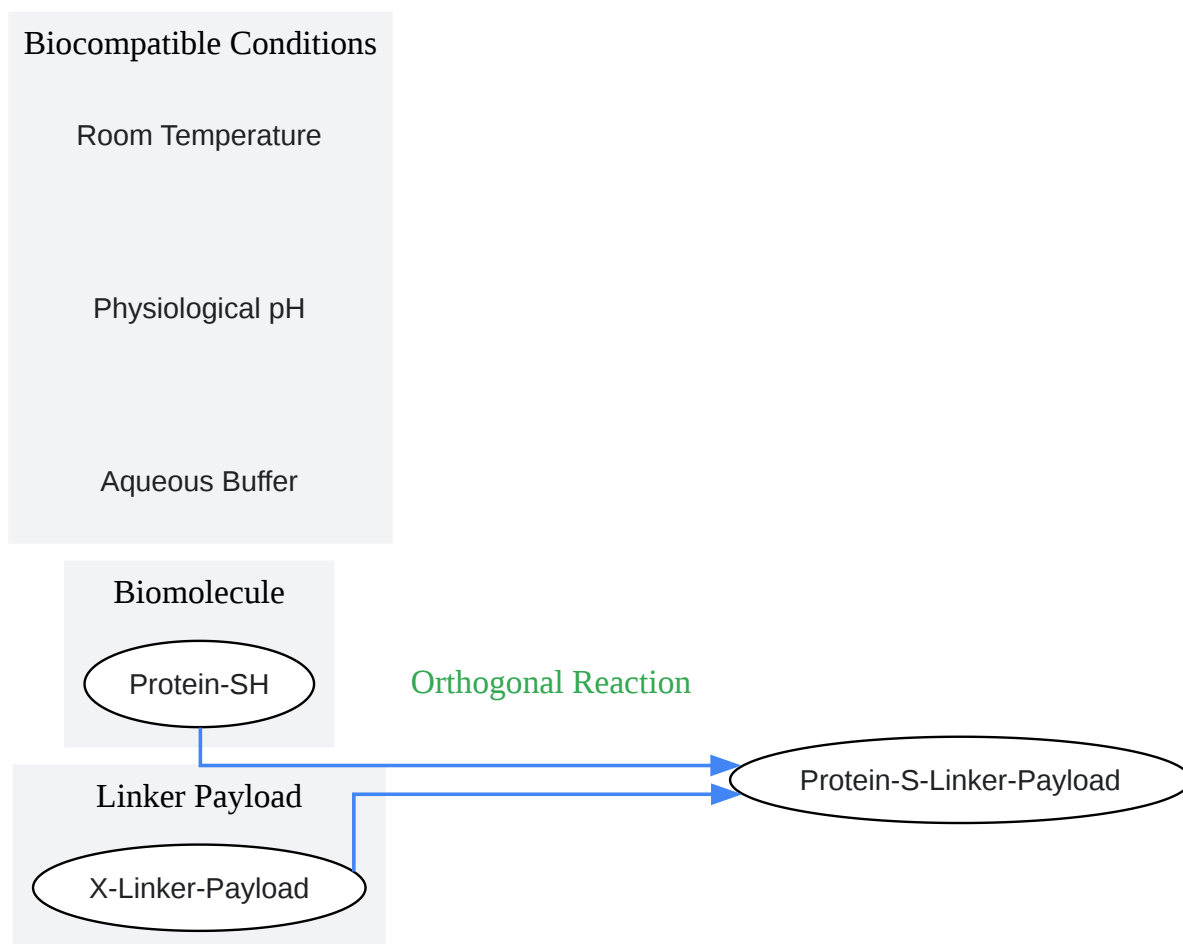 Biocompatible Conditions
Room Temperature
Physiological pH
Aqueous Buffer
Biomolecule
Protein-SH
Orthogonal Reaction
Linker Payload
Protein-S-Linker-Payload
X-Linker-Payload